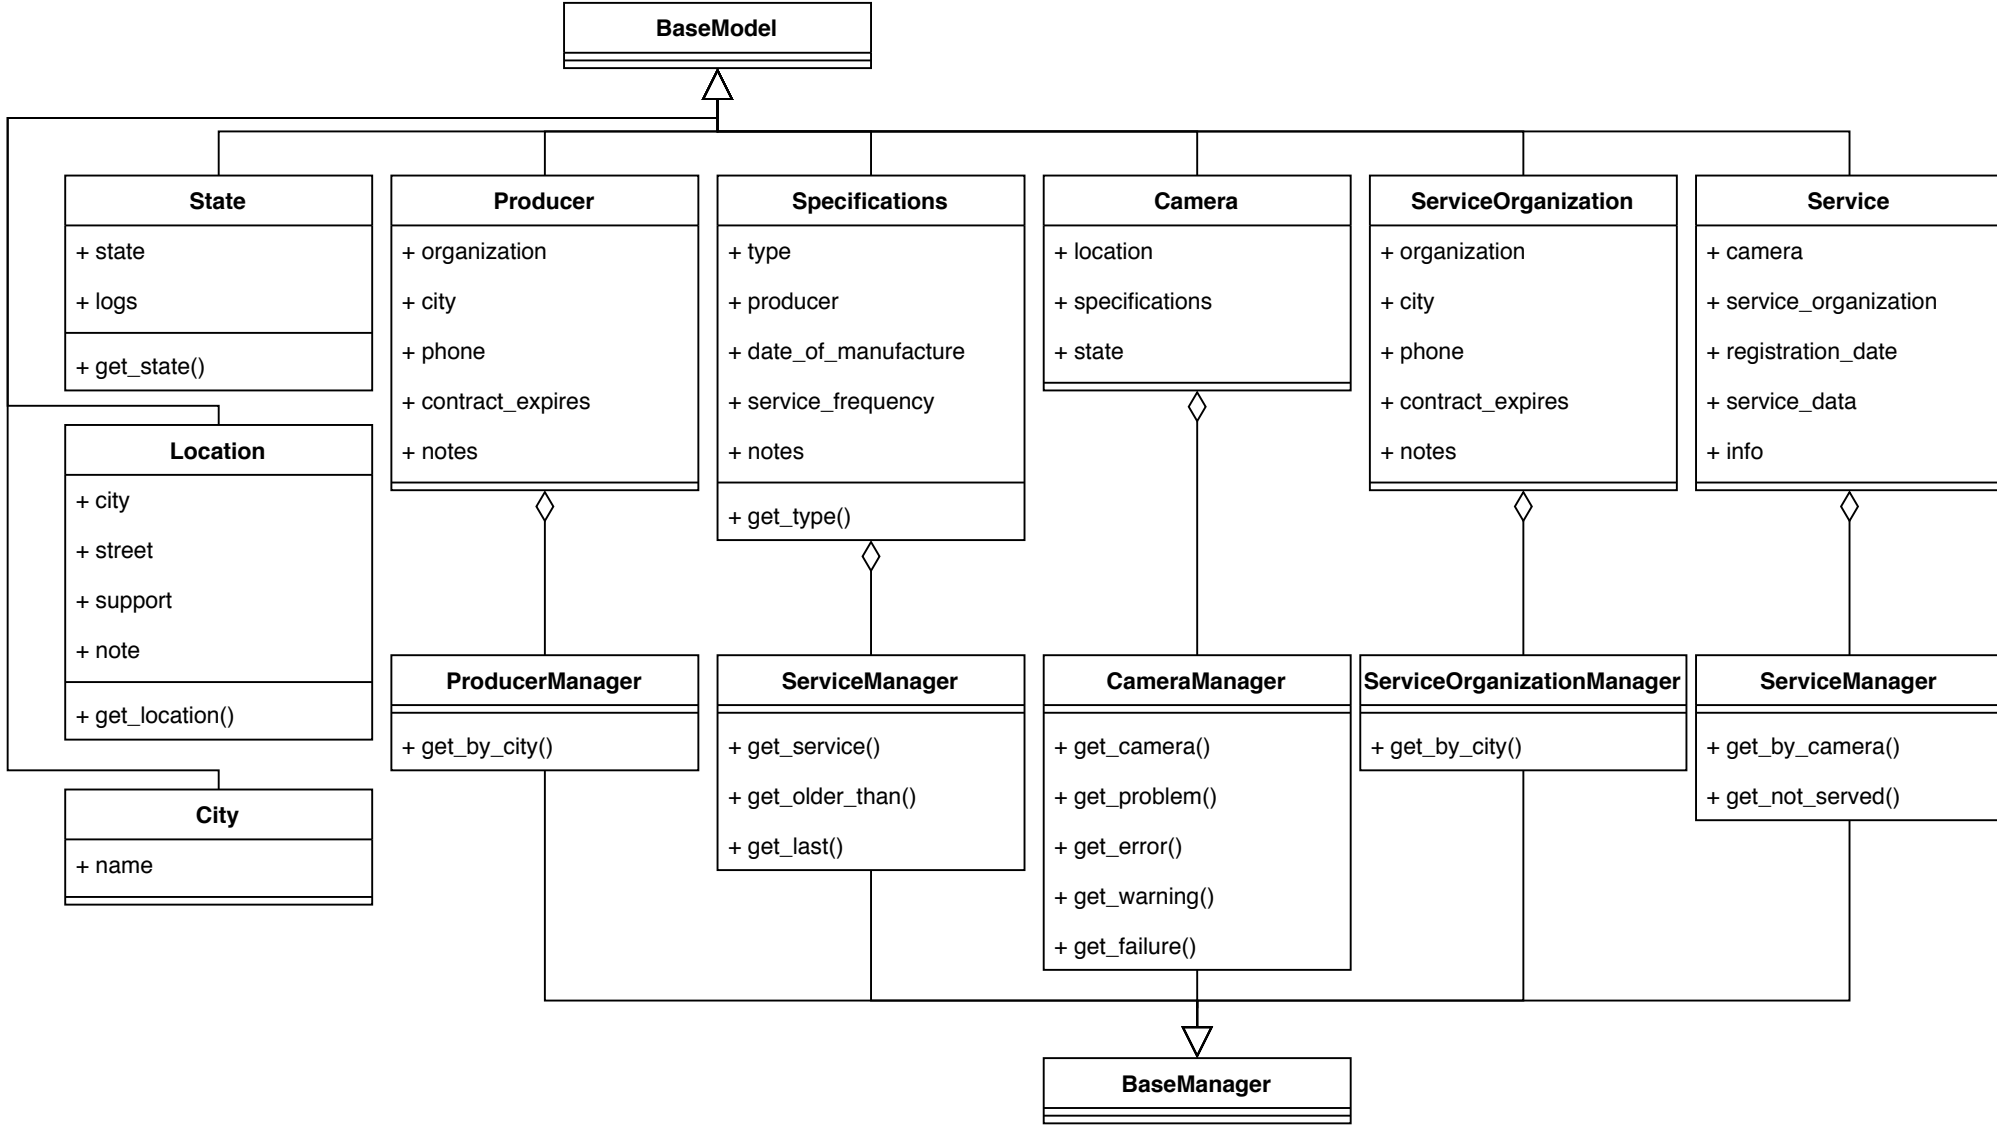 BaseModel
State
+ state
+ logs
+ get_state()
Producer
+ organization
+ city
+ phone
+ contract_expires
+ notes
Specifications
+ type
+ producer
+ date_of_manufacture
+ service_frequency
+ notes
+ get_type()
Camera
+ location
+ specifications
+ state
ServiceOrganization
+ organization
+ city
+ phone
+ contract_expires
+ notes
Service
+ camera
+ service_organization
+ registration_date
+ service_data
+ info
Location
+ city
+ street
+ support
+ note
+ get_location()
City
+ name
ProducerManager
+ get_by_city()
ServiceManager
+ get_service()
+ get_older_than()
+ get_last()
CameraManager
+ get_camera()
+ get_problem()
+ get_error()
+ get_warning()
+ get_failure()
ServiceOrganizationManager
+ get_by_city()
ServiceManager
+ get_by_camera()
+ get_not_served()
BaseManager